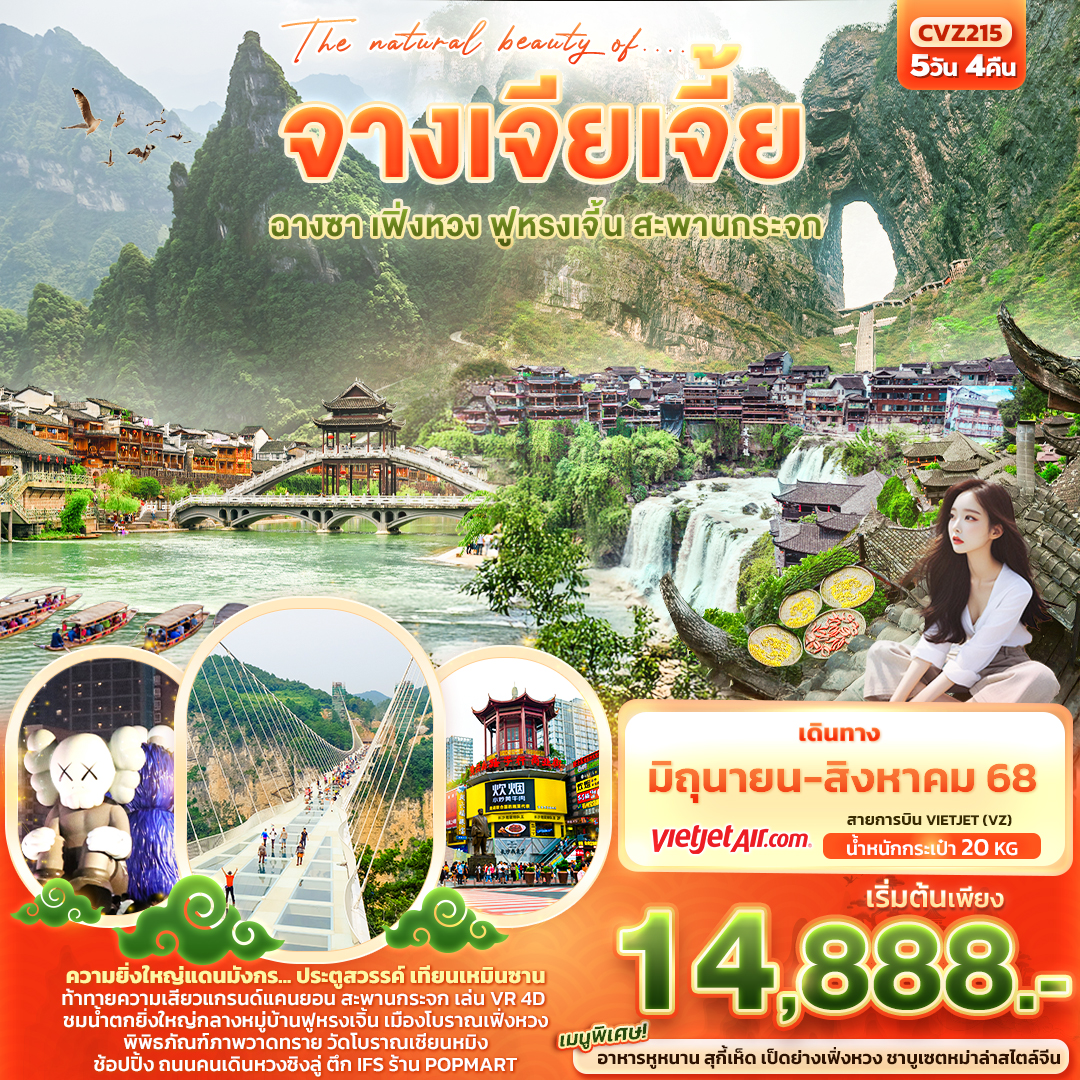 The natural beauty of....
CVZ215
5วัน 4คืน
จางเจียเจี้ย
ฉางซา เฟิ่งหวง ฟูหรงเจิ้น สะพานกระจก
炊烟
小炒黄牛肉
เดินทาง
มิถุนายน-สิงหาคม 68
สายการบิน VIETJET (VZ)
vietjetAir.com
น้ำหนักกระเป๋า 20 KG
เริ่มต้นเพียง
14,888.-
ความยิ่งใหญ่แดนมังกร... ประตูสวรรค์ เทียนเหมินซาน
ท้าทายความเสียวแกรนด์แคนยอน สะพานกระจก เล่น VR 4D
ชมน้ำตกยิ่งใหญ่กลางหมู่บ้านฟูหรงเจิ้น เมืองโบราณเฟิ่งหวง
พิพิธภัณฑ์ภาพวาดทราย วัดโบราณเซียนหมิง
ช้อปปิ้ง ถนนคนเดินหวงซิงลู่ ตึก IFS ร้าน POPMART
เมนูพิเศษ!
อาหารหูหนาน สุกี้เห็ด เป็ดย่างเฟิ่งหวง ชาบูเซตหม่าล่าสไตล์จีน